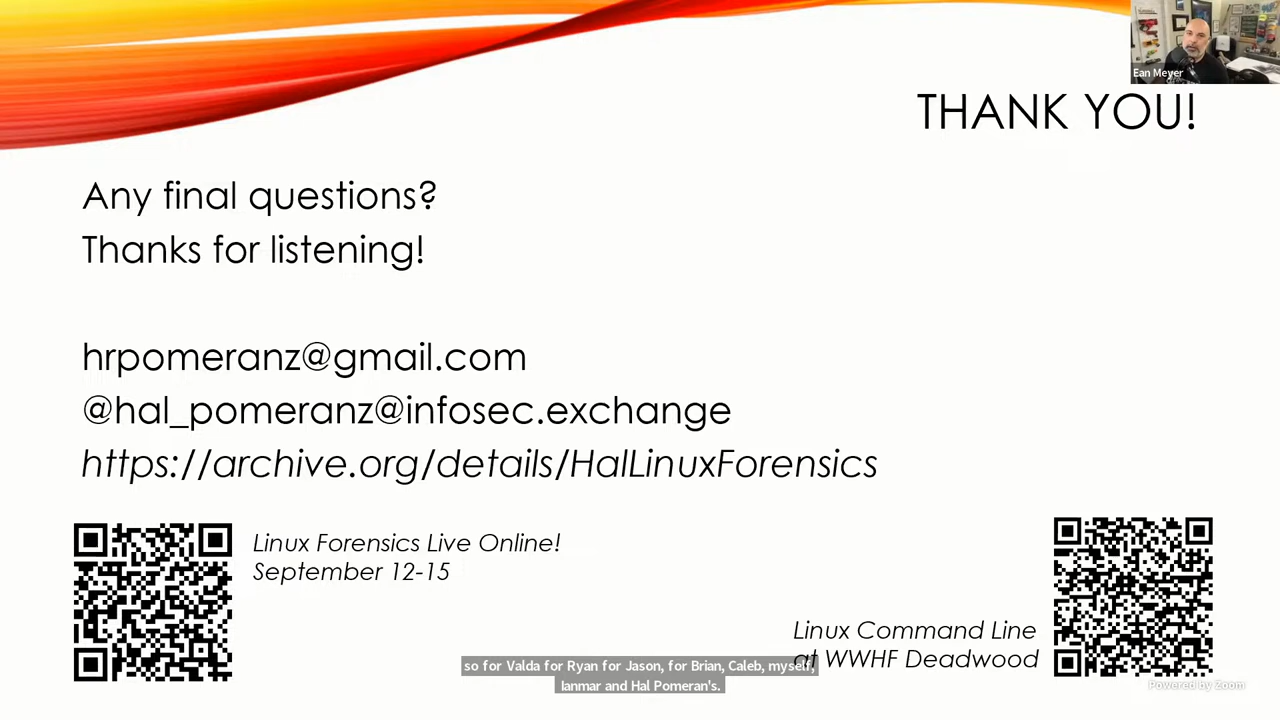 Ean Meyer
THANK YOU!
Any final questions?
Thanks for listening!
hrpomeranz@gmail.com
@hal_pomeranz@infosec.exchange
https://archive.org/details/HalLinuxForensics
Linux Forensics Live Online!
September 12-15
Linux Command Line
at WWHF Deadwood
so for Valda for Ryan for Jason, for Brian, Caleb, myself,
Ianmar and Hal Pomeran's.
Powered by Zoom